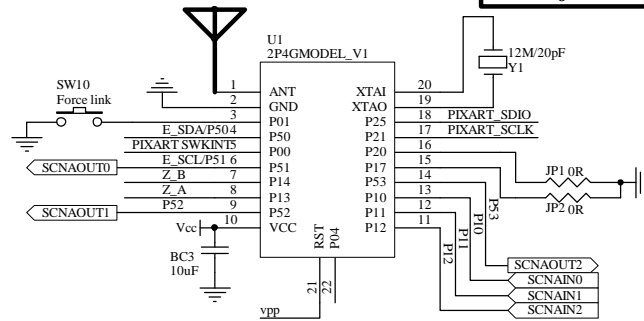 U1
2P4GMODEL_V1
12M/20pF
Y1
SW10
Force link
1 ANT
2 GND
3 P01
E_SDA/P50 4 P50
PIXART SWKINT 5 P00
SCNAOUT0 E_SCL/P51 6 P51
Z_B 7 P14
Z_A 8 P13
SCNAOUT1 P52 9 P52
Vcc 10 VCC
XTAI 20
XTAO 19
P25 18 PIXART_SDIO
P21 17 PIXART_SCLK
P20 16
P17 15
P53 14
P10 13
P11 12
P12 11
JP1 0R
JP2 0R
BC3
10uF
RST
P04
21
22
vpp
P53
P10
P11
P12
SCNAOUT2
SCNAIN0
SCNAIN1
SCNAIN2